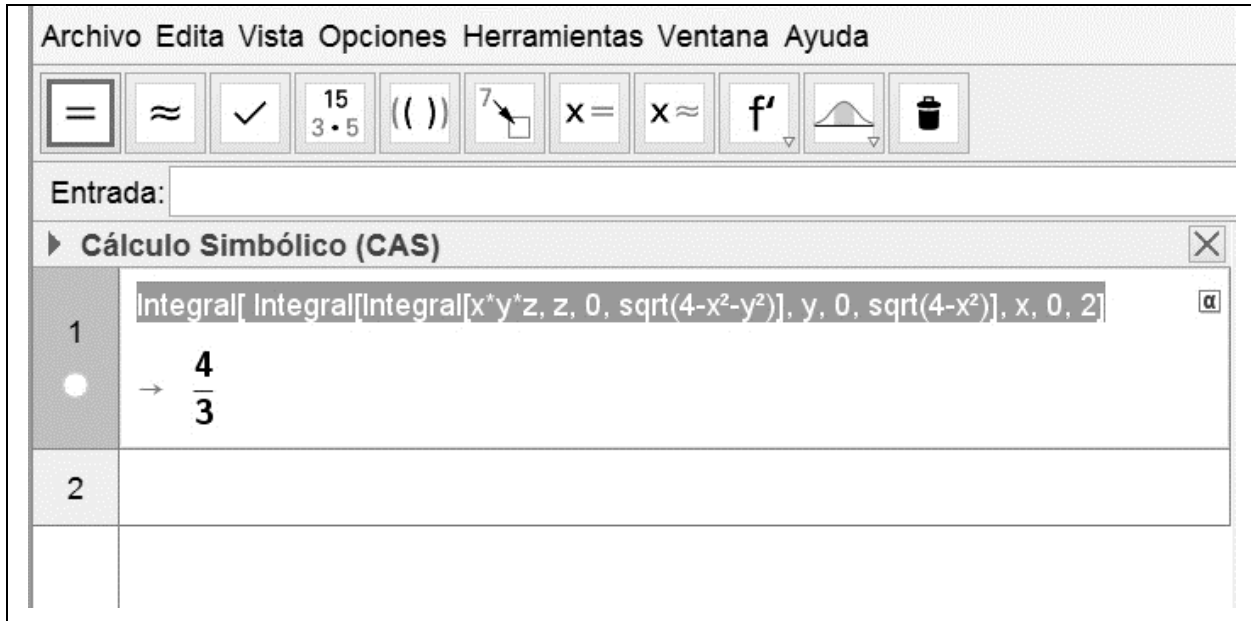 Archivo Edita Vista Opciones Herramientas Ventana Ayuda
= ≈ ✓ 15 3 • 5 (( )) 7 x = x ≈ f′
Entrada:
Cálculo Simbólico (CAS)
1
Integral[ Integral[Integral[x*y*z, z, 0, sqrt(4-x²-y²)], y, 0, sqrt(4-x²)], x, 0, 2]
α
→ 4/3
2